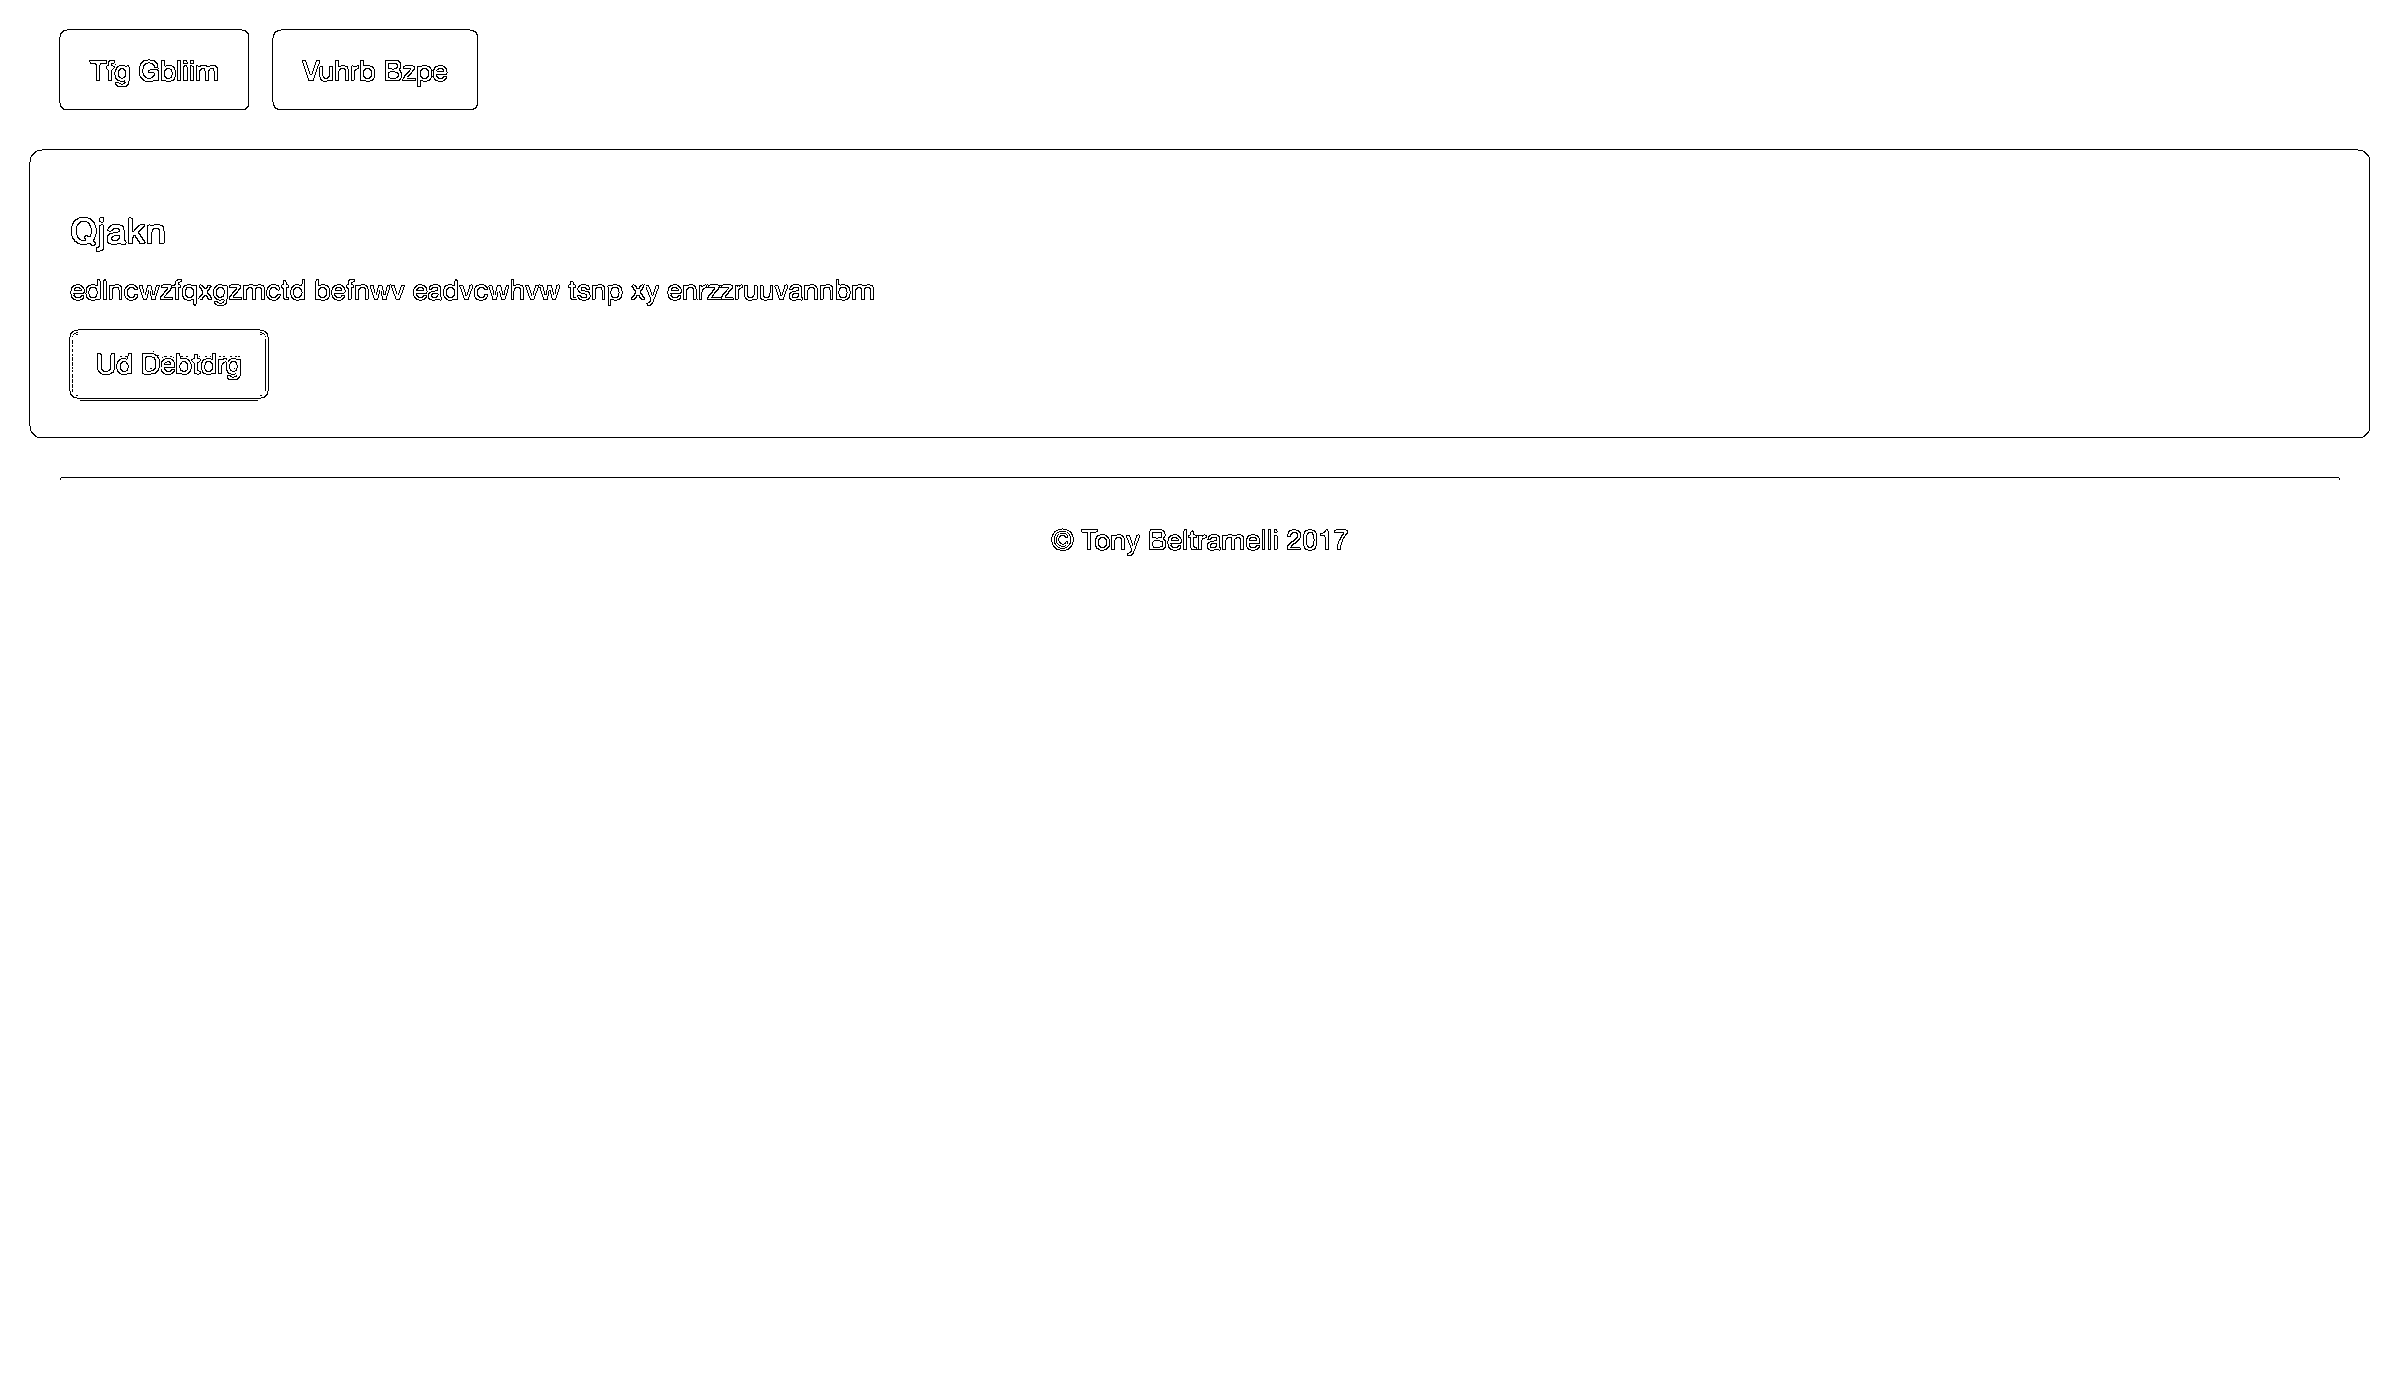 Tfg Gbliim
Vuhrb Bzpe
Qjakn
edlncwzfqxgzmctd befnwv eadvcwhvw tsnp xy enrzzruuvannbm
Ud Debtdrg
© Tony Beltramelli 2017